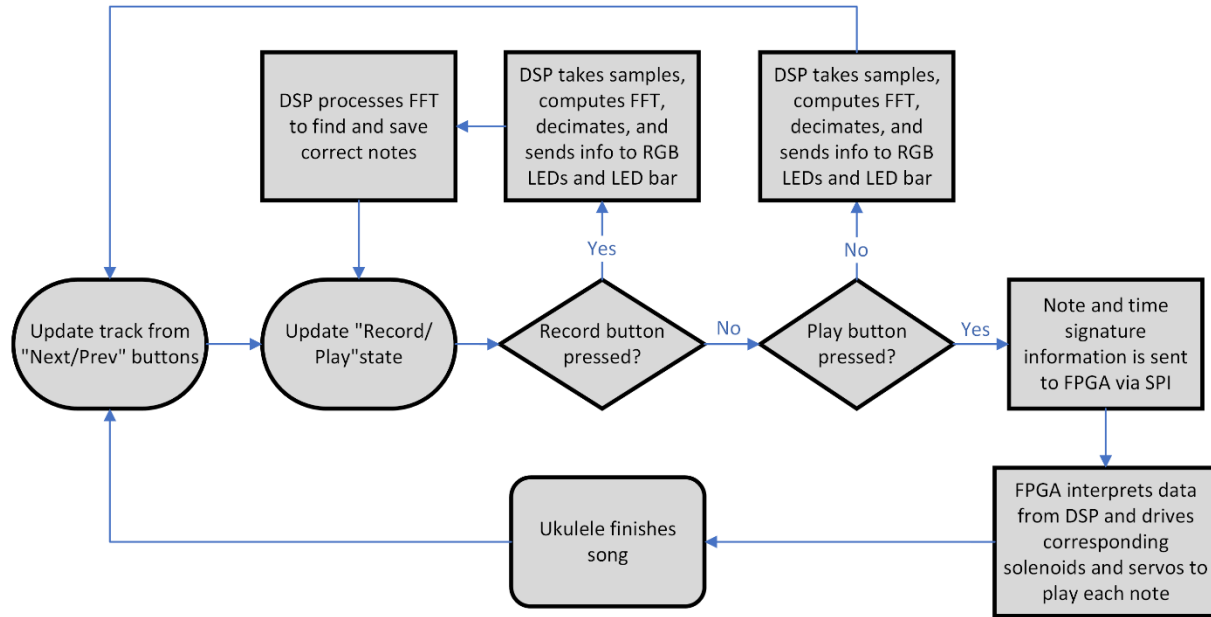 DSP processes FFT
to find and save
correct notes
DSP takes samples,
computes FFT,
decimates, and
sends info to RGB
LEDs and LED bar
DSP takes samples,
computes FFT,
decimates, and
sends info to RGB
LEDs and LED bar
Yes
No
Update track from
"Next/Prev" buttons
Update "Record/
Play"state
Record button
pressed?
No
Play button
pressed?
Yes
Note and time
signature
information is sent
to FPGA via SPI
Ukulele finishes
song
FPGA interprets data
from DSP and drives
corresponding
solenoids and servos to
play each note